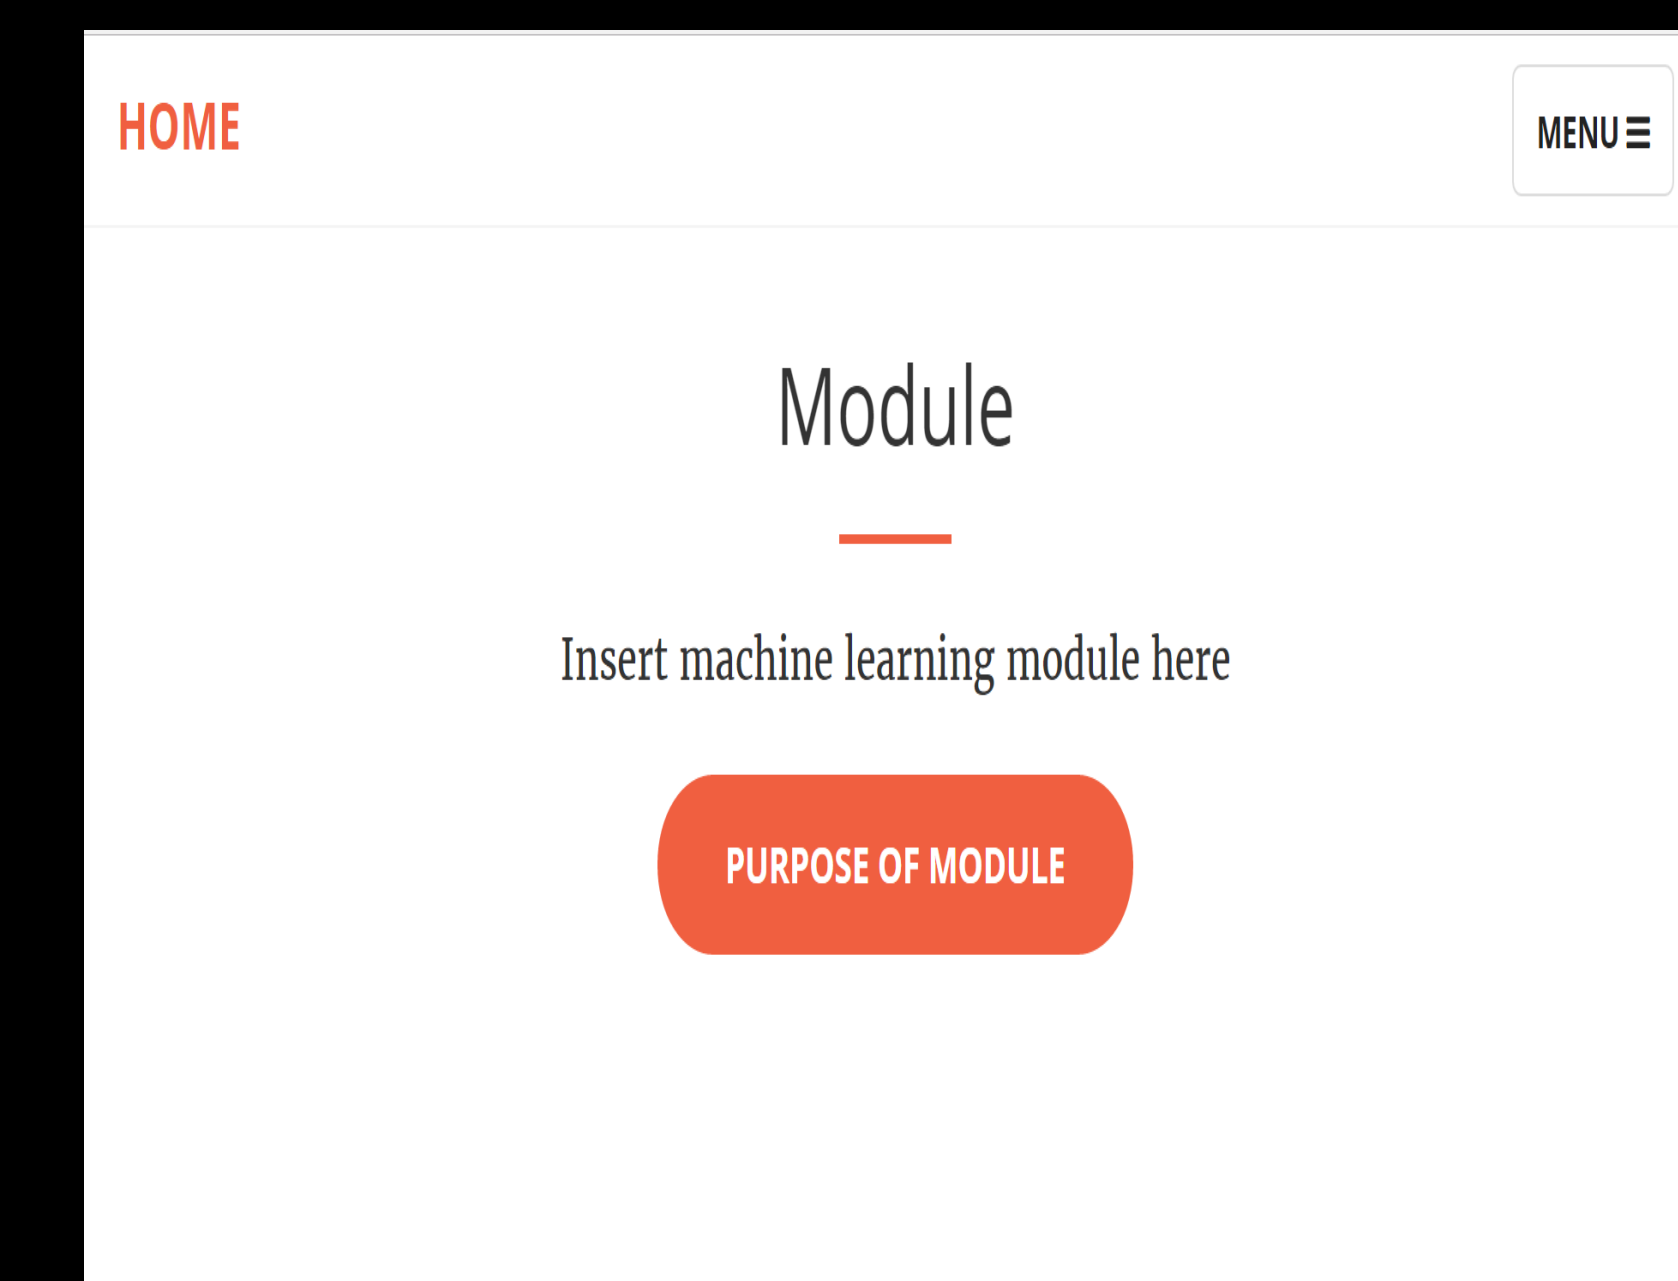 HOME
MENU
Module
Insert machine learning module here
PURPOSE OF MODULE